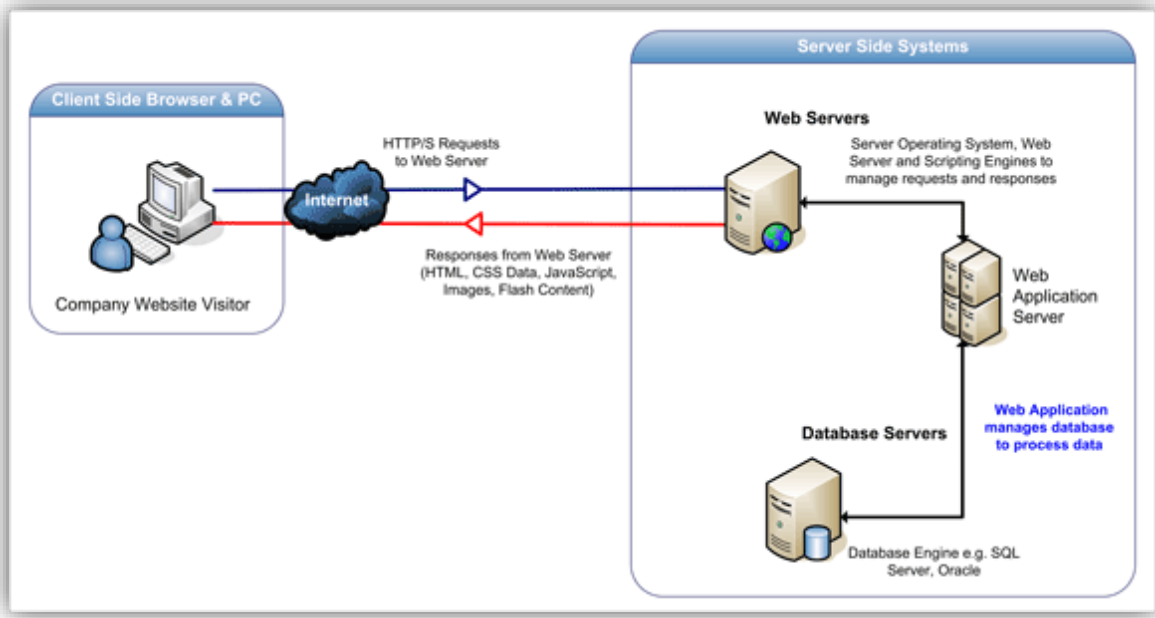 Server Side Systems
Client Side Browser & PC
Web Servers
HTTP/S Requests
to Web Server
Server Operating System, Web
Server and Scripting Engines to
manage requests and responses
Internet
Responses from Web Server
(HTML, CSS Data, JavaScript,
Images, Flash Content)
Company Website Visitor
Web
Application
Server
Web Application
manages database
to process data
Database Servers
Database Engine e.g. SQL
Server, Oracle